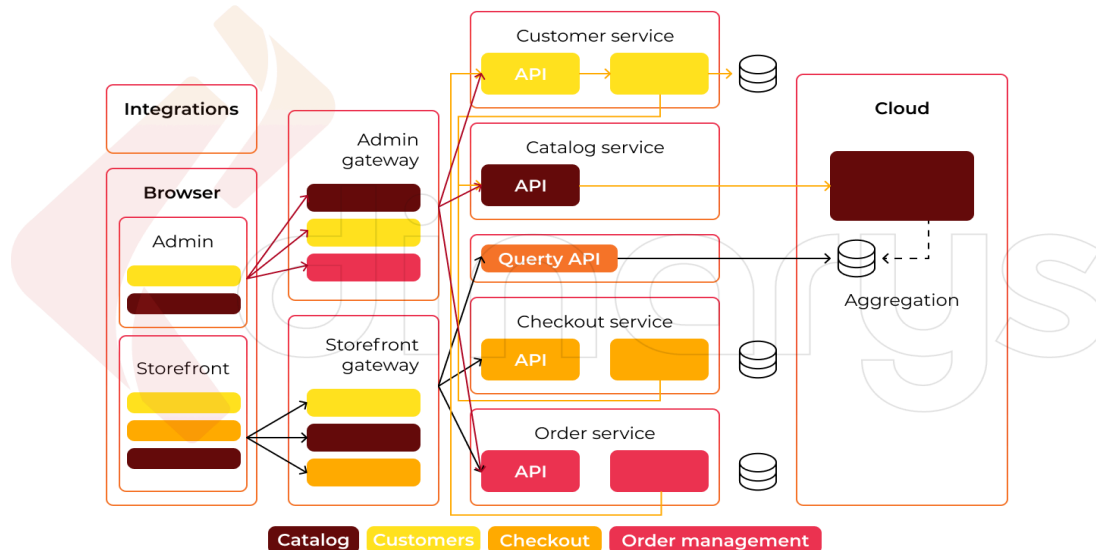 Integrations
Browser
Admin
Storefront
Admin
gateway
Storefront
gateway
Customer service
API
Catalog service
API
Querty API
Checkout service
API
Order service
API
Cloud
Aggregation
Catalog
Customers
Checkout
Order management
dinarys